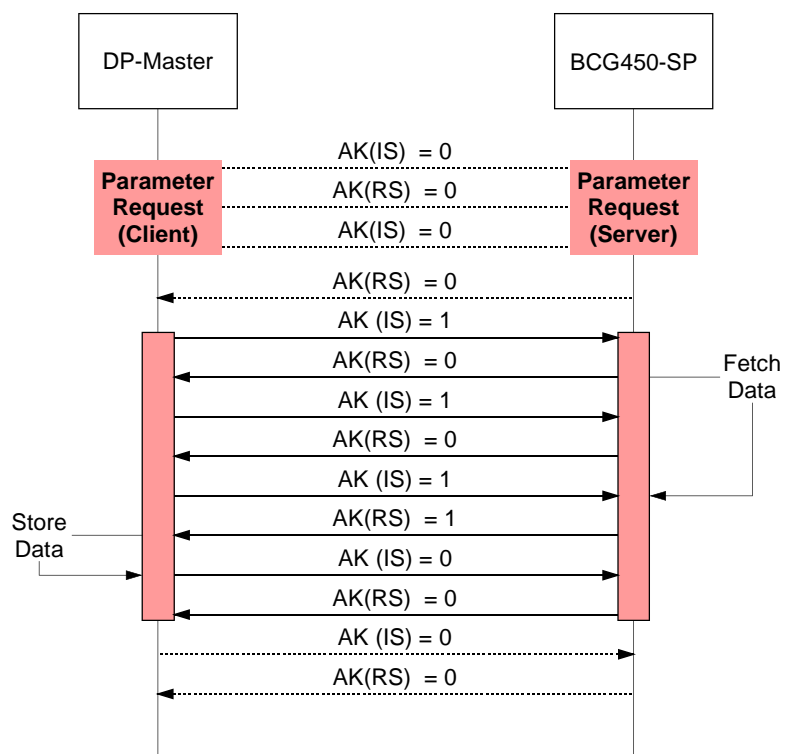 DP-Master
BCG450-SP
AK(IS) = 0
Parameter
Request
(Client)
AK(RS) = 0
Parameter
Request
(Server)
AK(IS) = 0
AK(RS) = 0
AK (IS) = 1
AK(RS) = 0
Fetch
Data
AK (IS) = 1
AK(RS) = 0
AK (IS) = 1
AK(RS) = 1
Store
Data
AK (IS) = 0
AK(RS) = 0
AK (IS) = 0
AK(RS) = 0